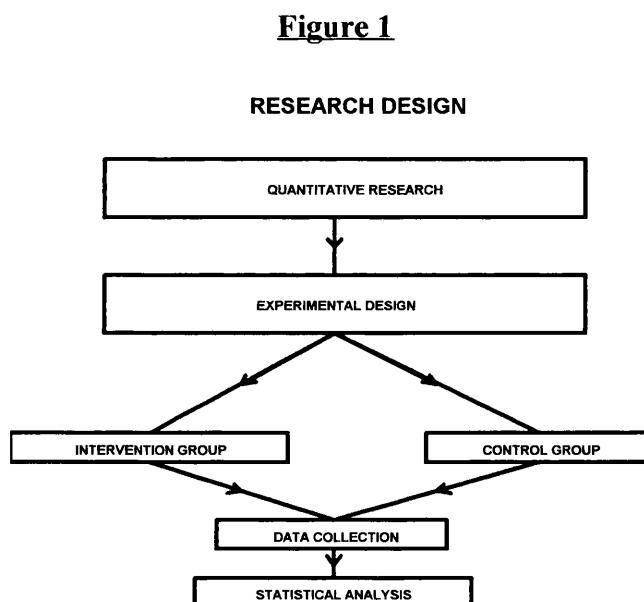 Figure 1
RESEARCH DESIGN
QUANTITATIVE RESEARCH
EXPERIMENTAL DESIGN
INTERVENTION GROUP
CONTROL GROUP
DATA COLLECTION
STATISTICAL ANALYSIS